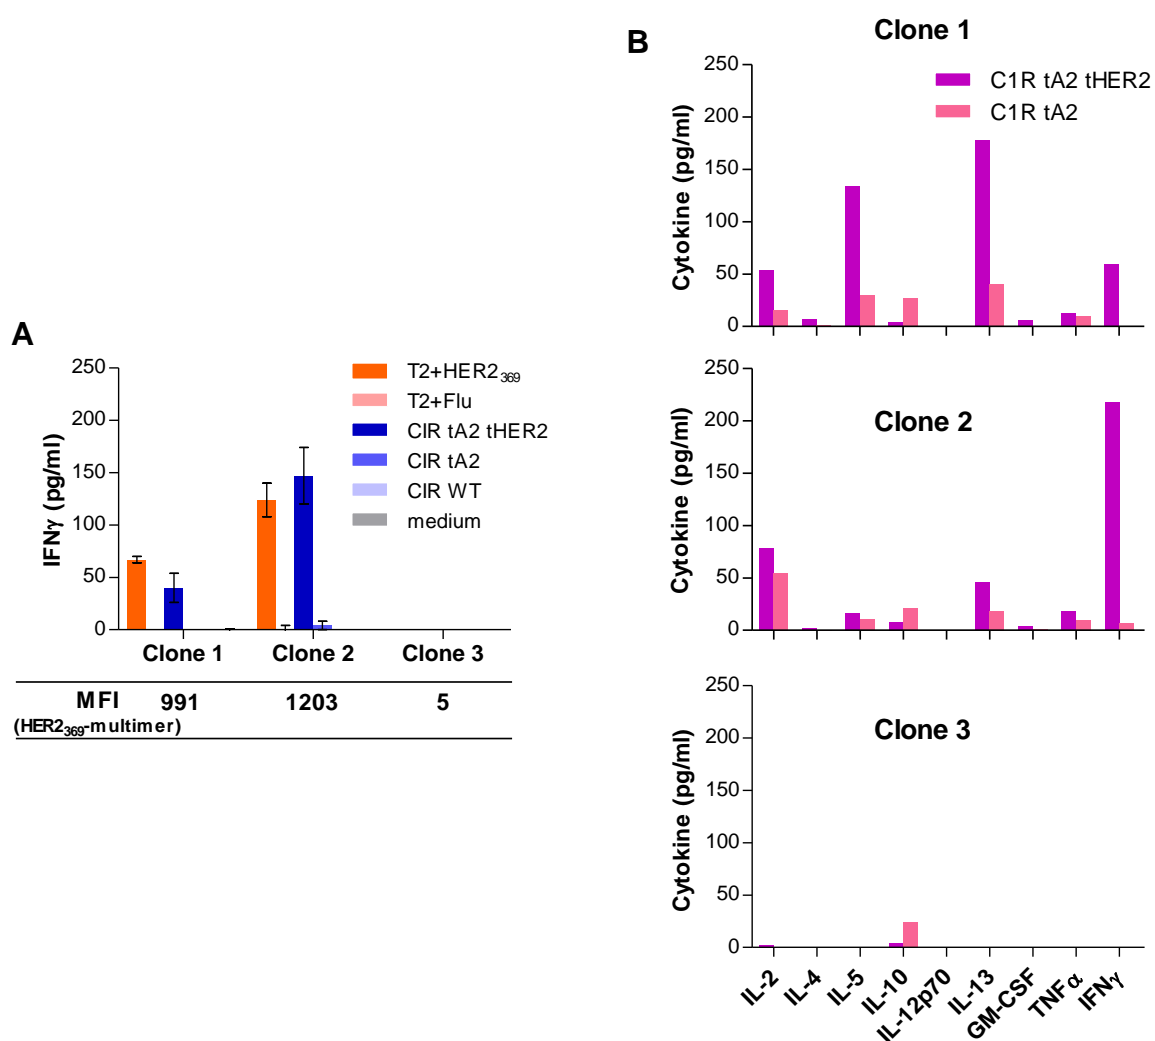 A
250
200
150
100
50
0
IFNγ (pg/ml)
T2+HER2₃₆₉
T2+Flu
CIR tA2 tHER2
CIR tA2
CIR WT
medium
Clone 1 Clone 2 Clone 3
MFI 991 1203 5
(HER2₃₆₉-multimer)
B
Clone 1
250
200
150
100
50
0
Cytokine (pg/ml)
C1R tA2 tHER2
C1R tA2
Clone 2
250
200
150
100
50
0
Cytokine (pg/ml)
Clone 3
250
200
150
100
50
0
Cytokine (pg/ml)
IL-2
IL-4
IL-5
IL-10
IL-12p70
IL-13
GM-CSF
TNFα
IFNγ